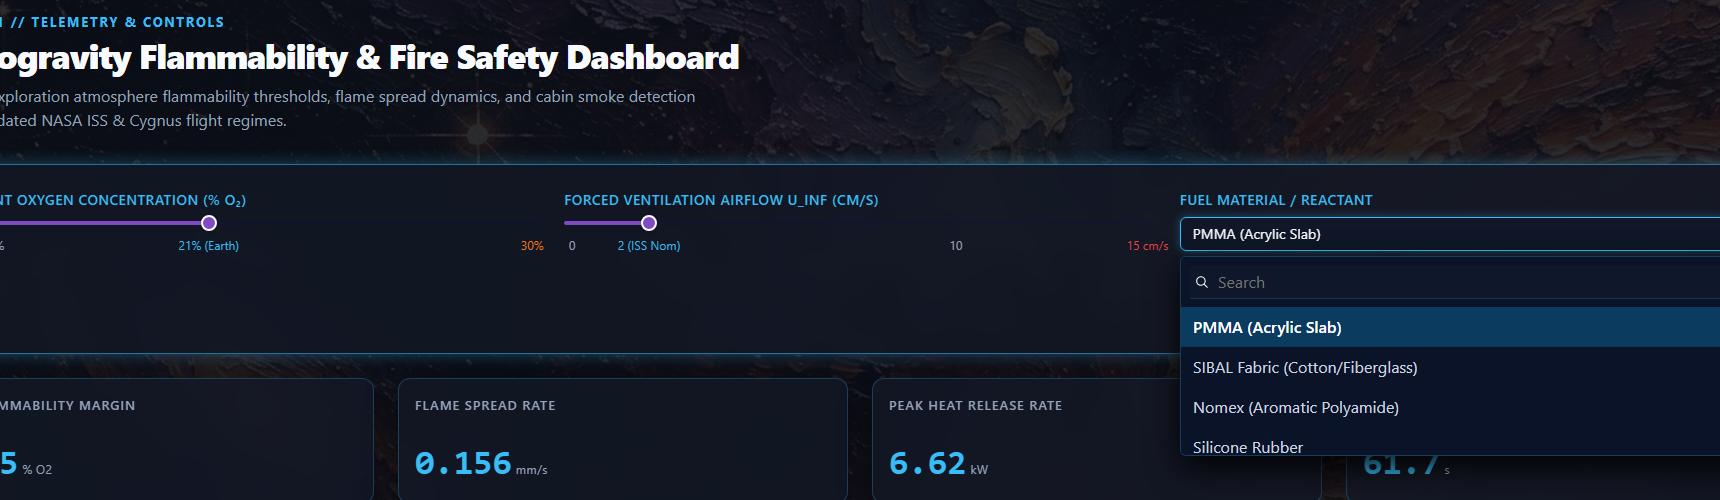 // TELEMETRY & CONTROLS
ogravity Flammability & Fire Safety Dashboard
xploration atmosphere flammability thresholds, flame spread dynamics, and cabin smoke detection
dated NASA ISS & Cygnus flight regimes.
NT OXYGEN CONCENTRATION (% O₂)
% 21% (Earth) 30%
FORCED VENTILATION AIRFLOW U_INF (CM/S)
0 2 (ISS Nom) 10 15 cm/s
FUEL MATERIAL / REACTANT
PMMA (Acrylic Slab)
Search
PMMA (Acrylic Slab)
SIBAL Fabric (Cotton/Fiberglass)
Nomex (Aromatic Polyamide)
Silicone Rubber
MMABILITY MARGIN
5 % O2
FLAME SPREAD RATE
0.156 mm/s
PEAK HEAT RELEASE RATE
6.62 kW
61.7 s